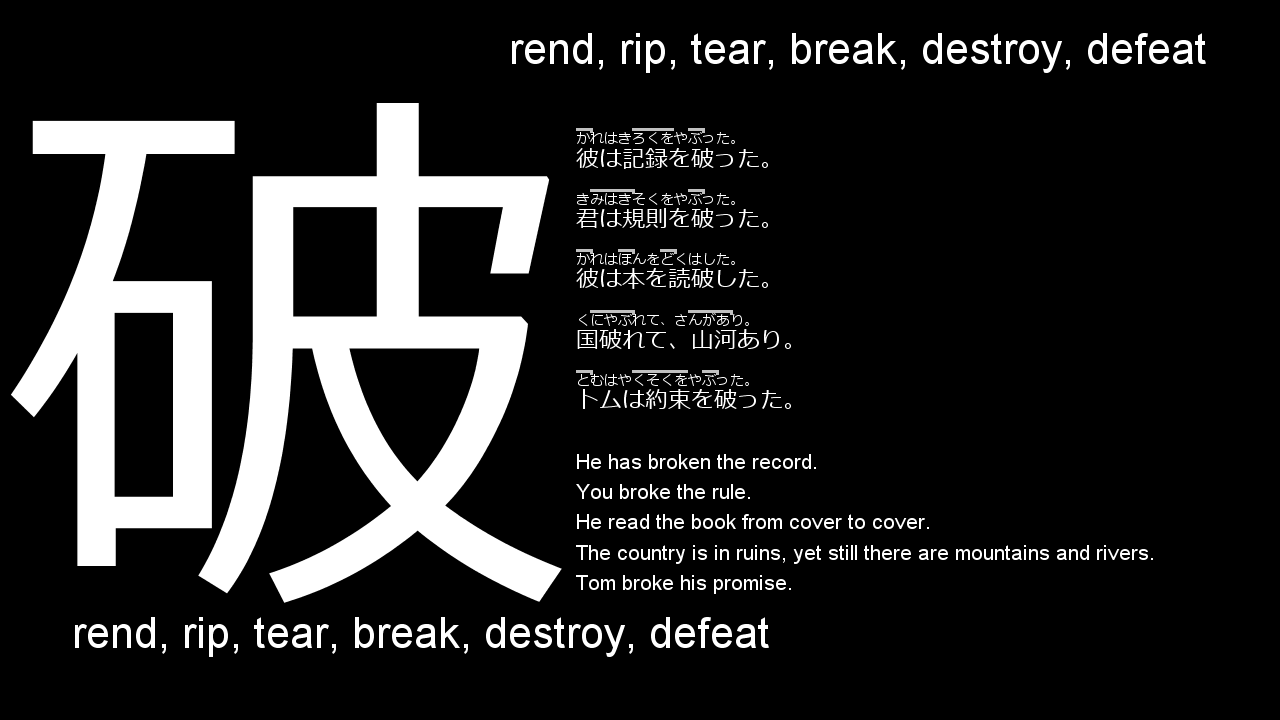 rend, rip, tear, break, destroy, defeat
破
かれはきろくをやぶった。
彼は記録を破った。
きみはきそくをやぶった。
君は規則を破った。
かれはほんをどくはした。
彼は本を読破した。
くにやぶれて、さんがあり。
国破れて、山河あり。
とむはやくそくをやぶった。
トムは約束を破った。
He has broken the record.
You broke the rule.
He read the book from cover to cover.
The country is in ruins, yet still there are mountains and rivers.
Tom broke his promise.
rend, rip, tear, break, destroy, defeat